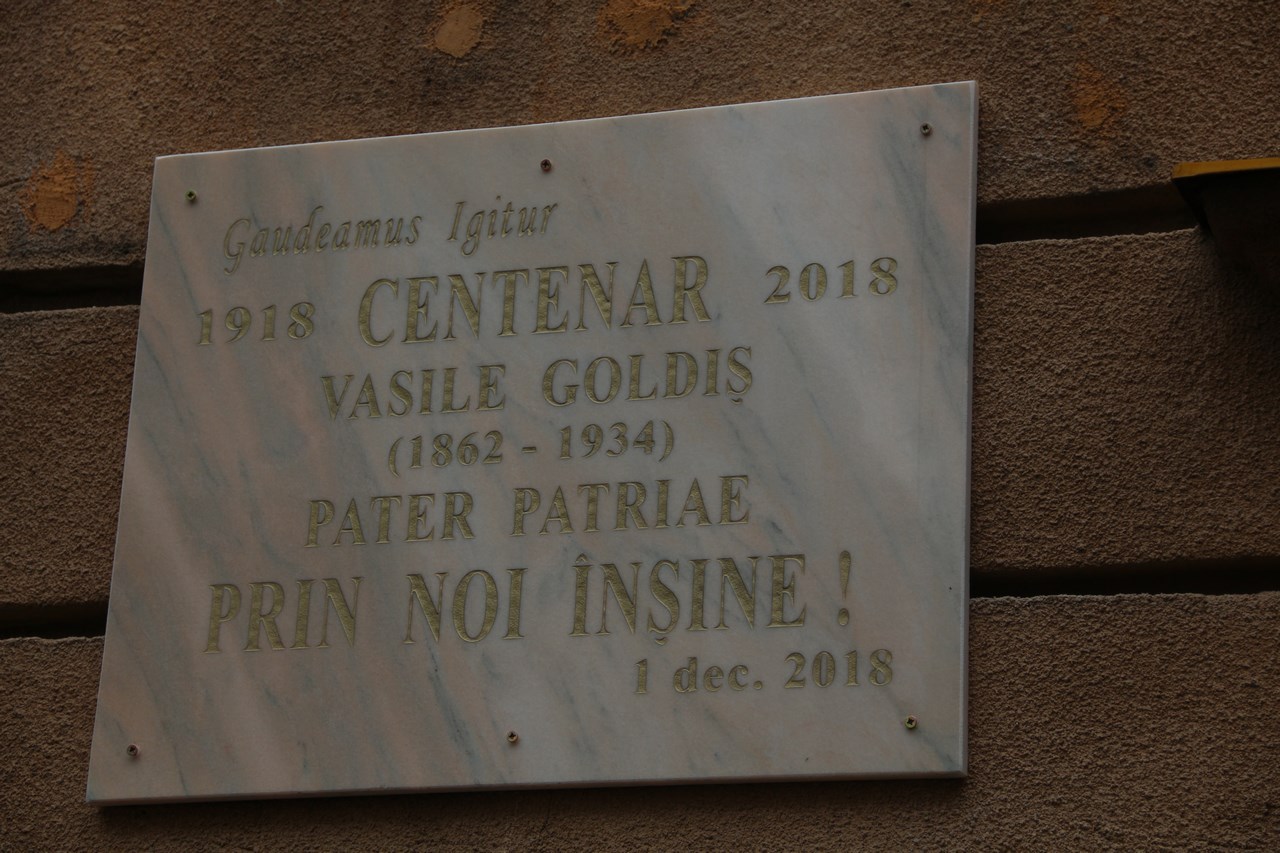 Gaudeamus Igitur
1918 CENTENAR 2018
VASILE GOLDIȘ
(1862 - 1934)
PATER PATRIAE
PRIN NOI ÎNȘINE !
1 dec. 2018